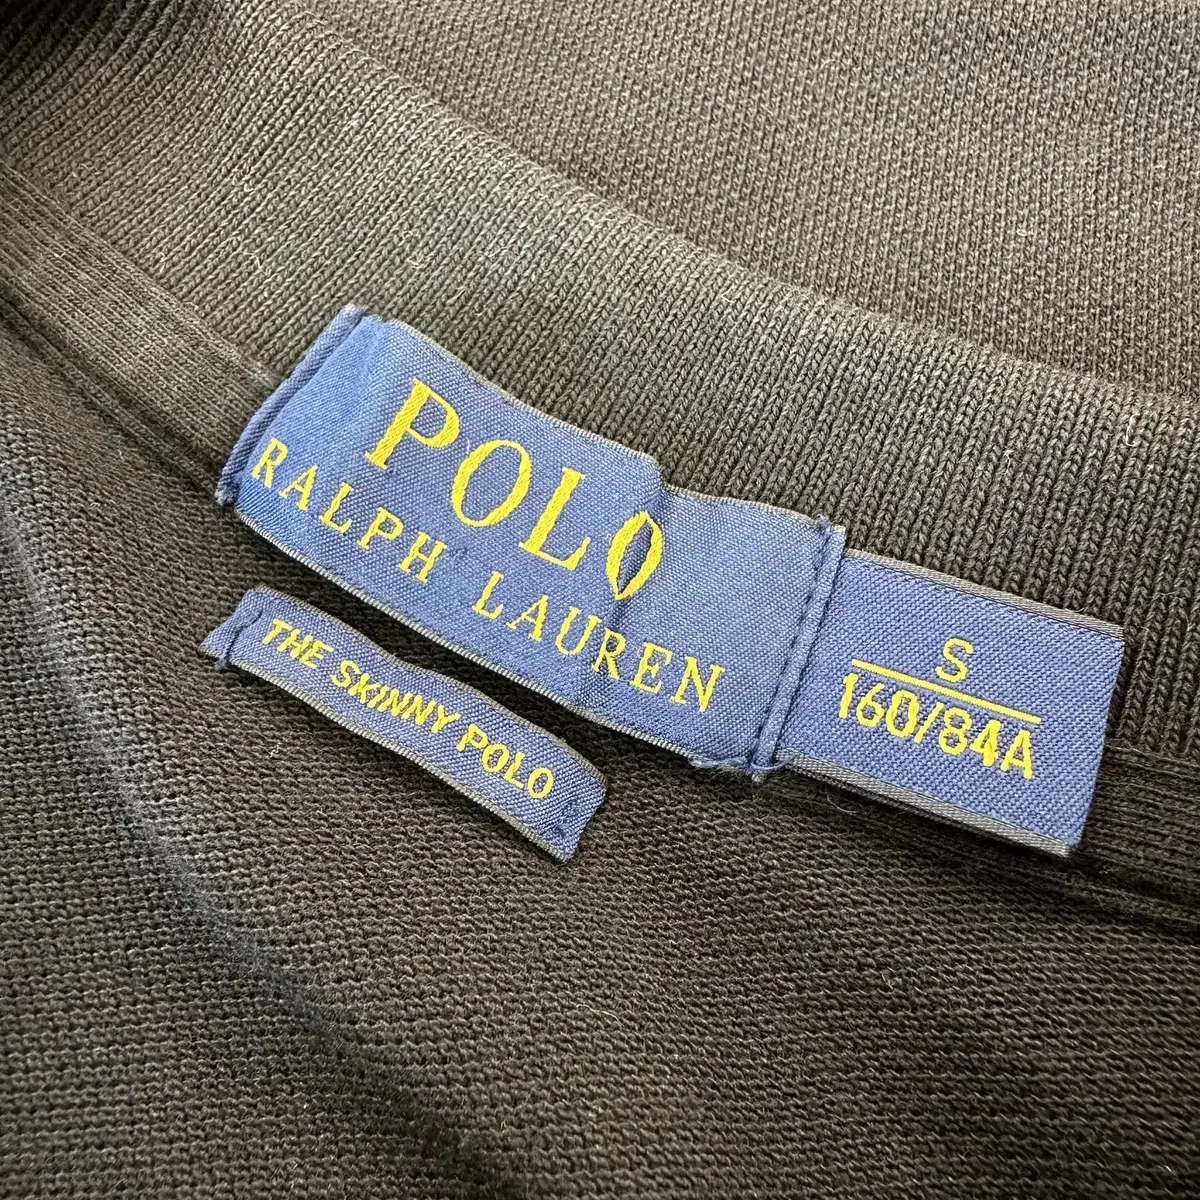 POLO
RALPH LAUREN
S
160/84A
THE SKINNY POLO